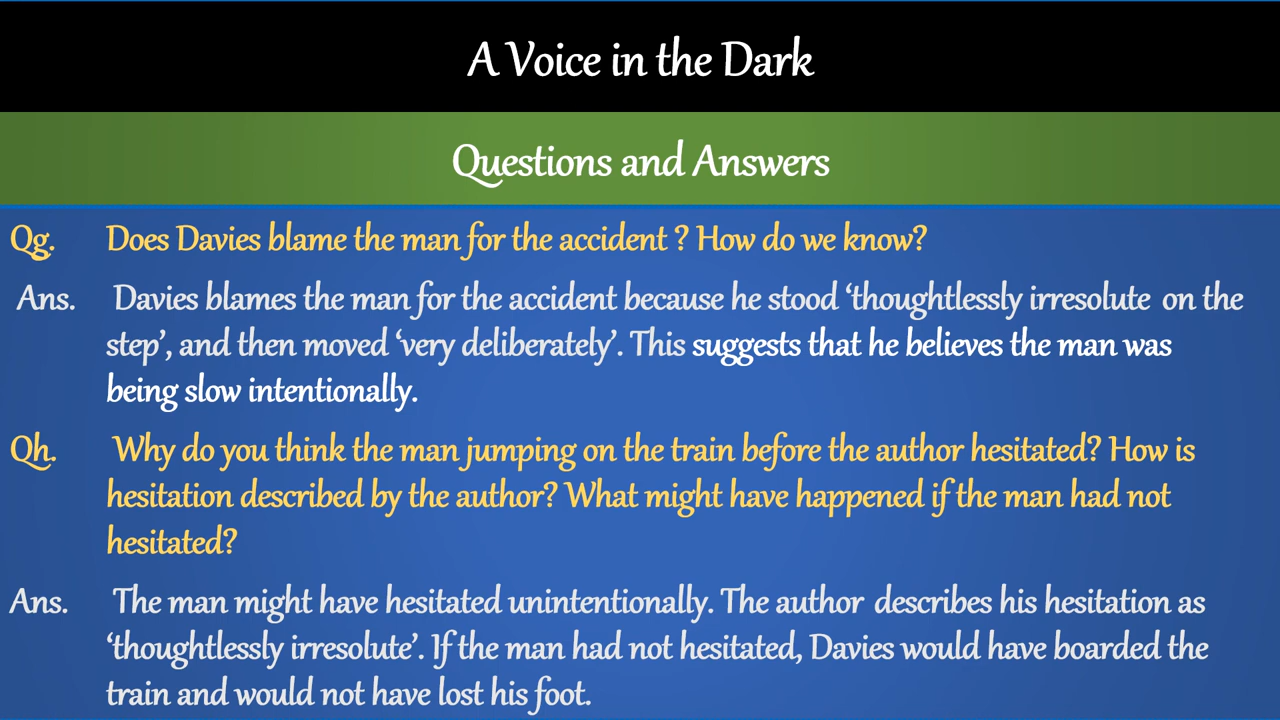 A Voice in the Dark
Questions and Answers
Qg. Does Davies blame the man for the accident ? How do we know?
Ans. Davies blames the man for the accident because he stood ‘thoughtlessly irresolute on the
step’, and then moved ‘very deliberately’. This suggests that he believes the man was
being slow intentionally.
Qh. Why do you think the man jumping on the train before the author hesitated? How is
hesitation described by the author? What might have happened if the man had not
hesitated?
Ans. The man might have hesitated unintentionally. The author describes his hesitation as
‘thoughtlessly irresolute’. If the man had not hesitated, Davies would have boarded the
train and would not have lost his foot.